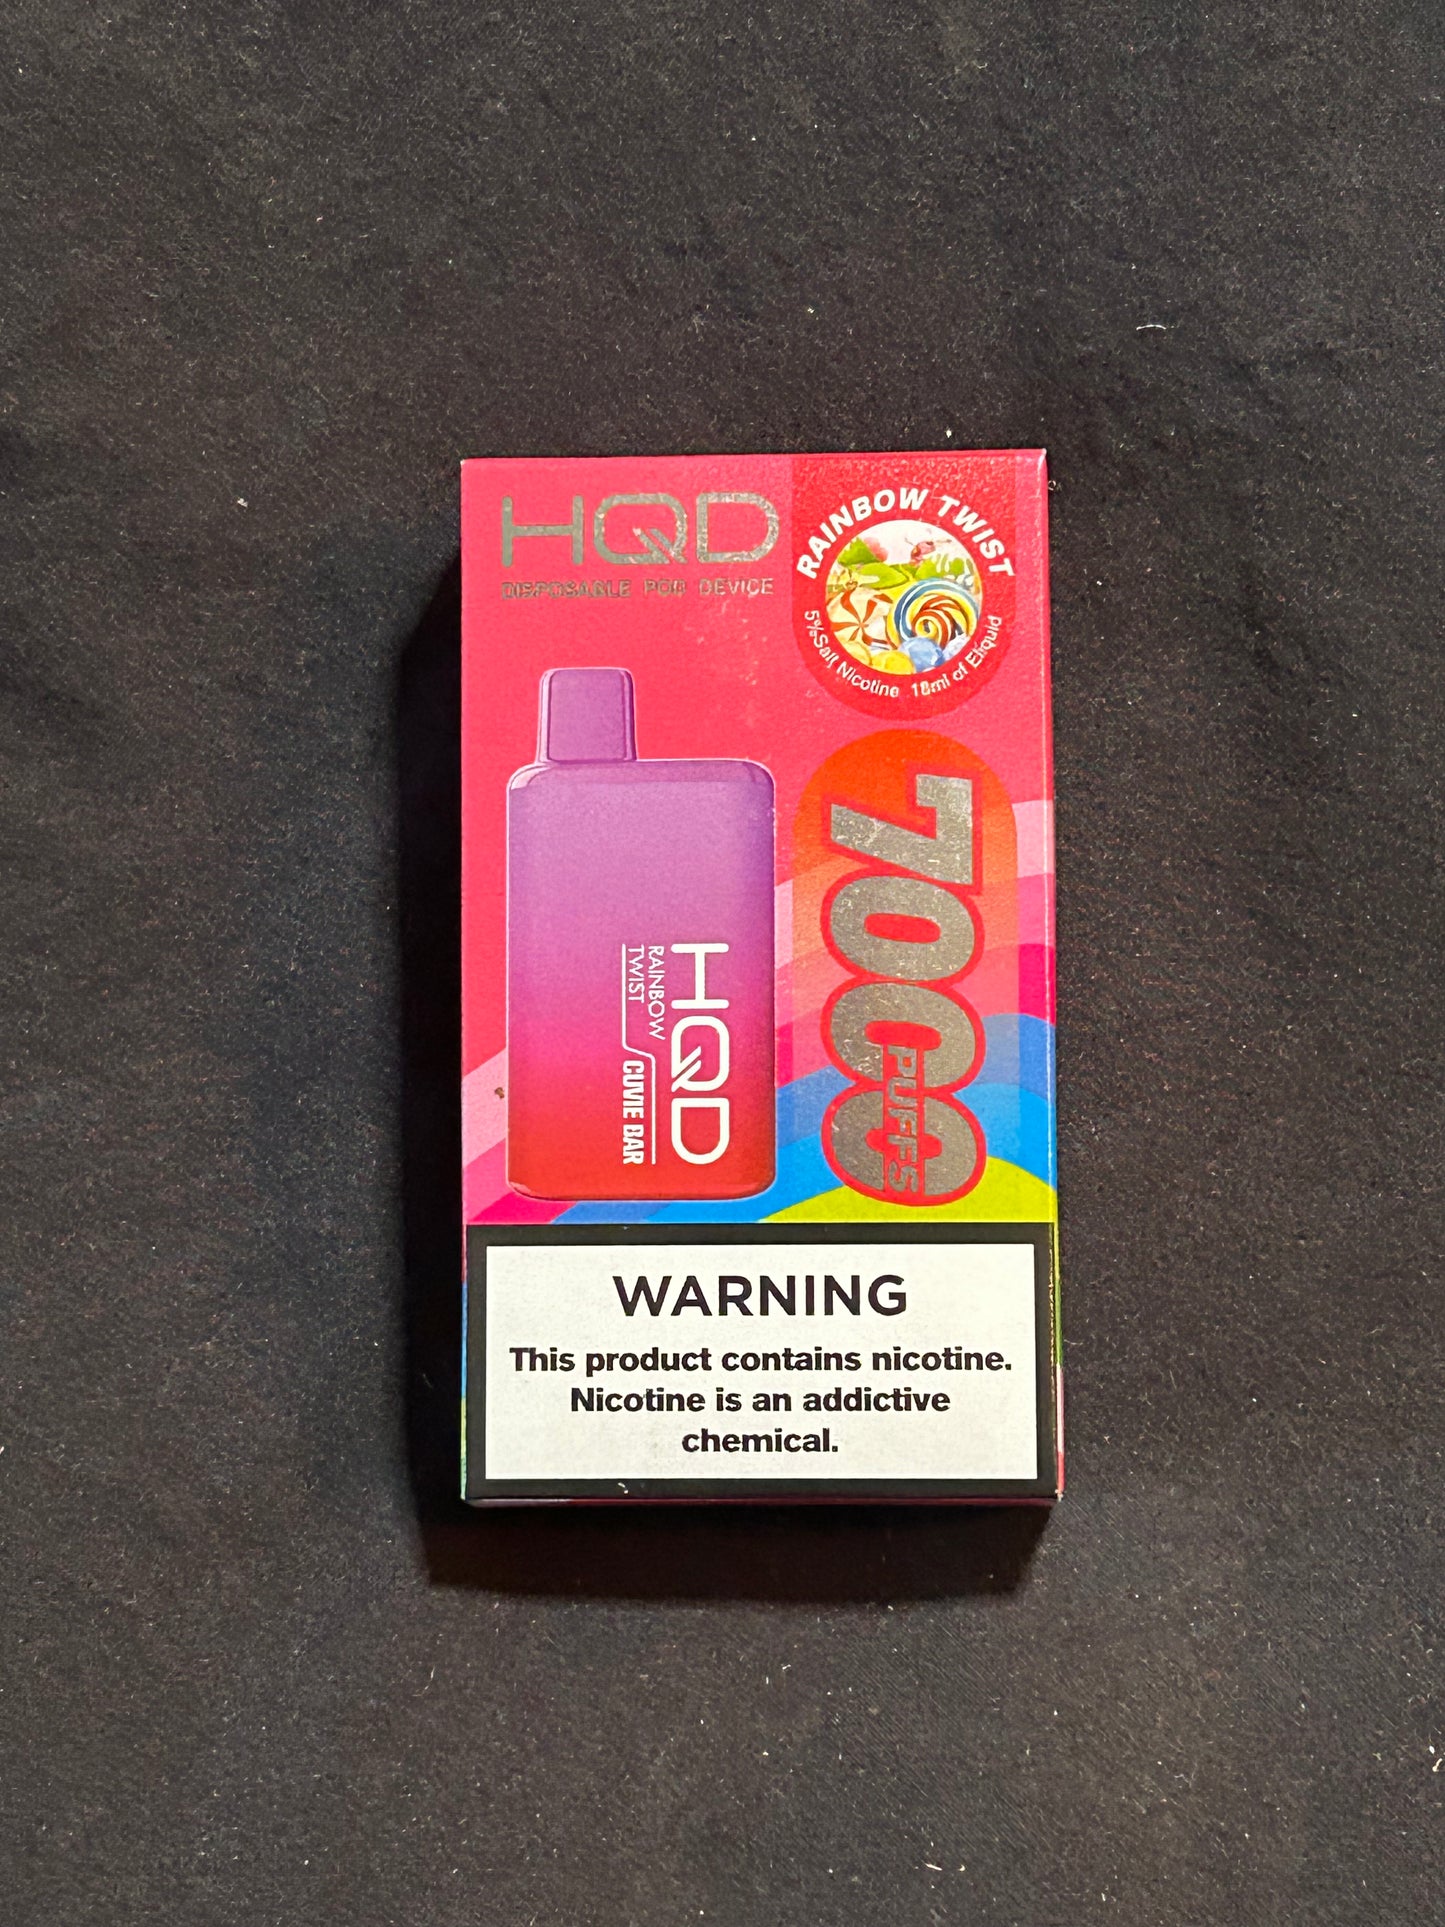 HQD
DISPOSABLE POD DEVICE
RAINBOW TWIST
5%Salt Nicotine 18ml of Eliquid
HQD
RAINBOW
TWIST
CUVIE BAR
7000
PUFFS
WARNING
This product contains nicotine.
Nicotine is an addictive
chemical.